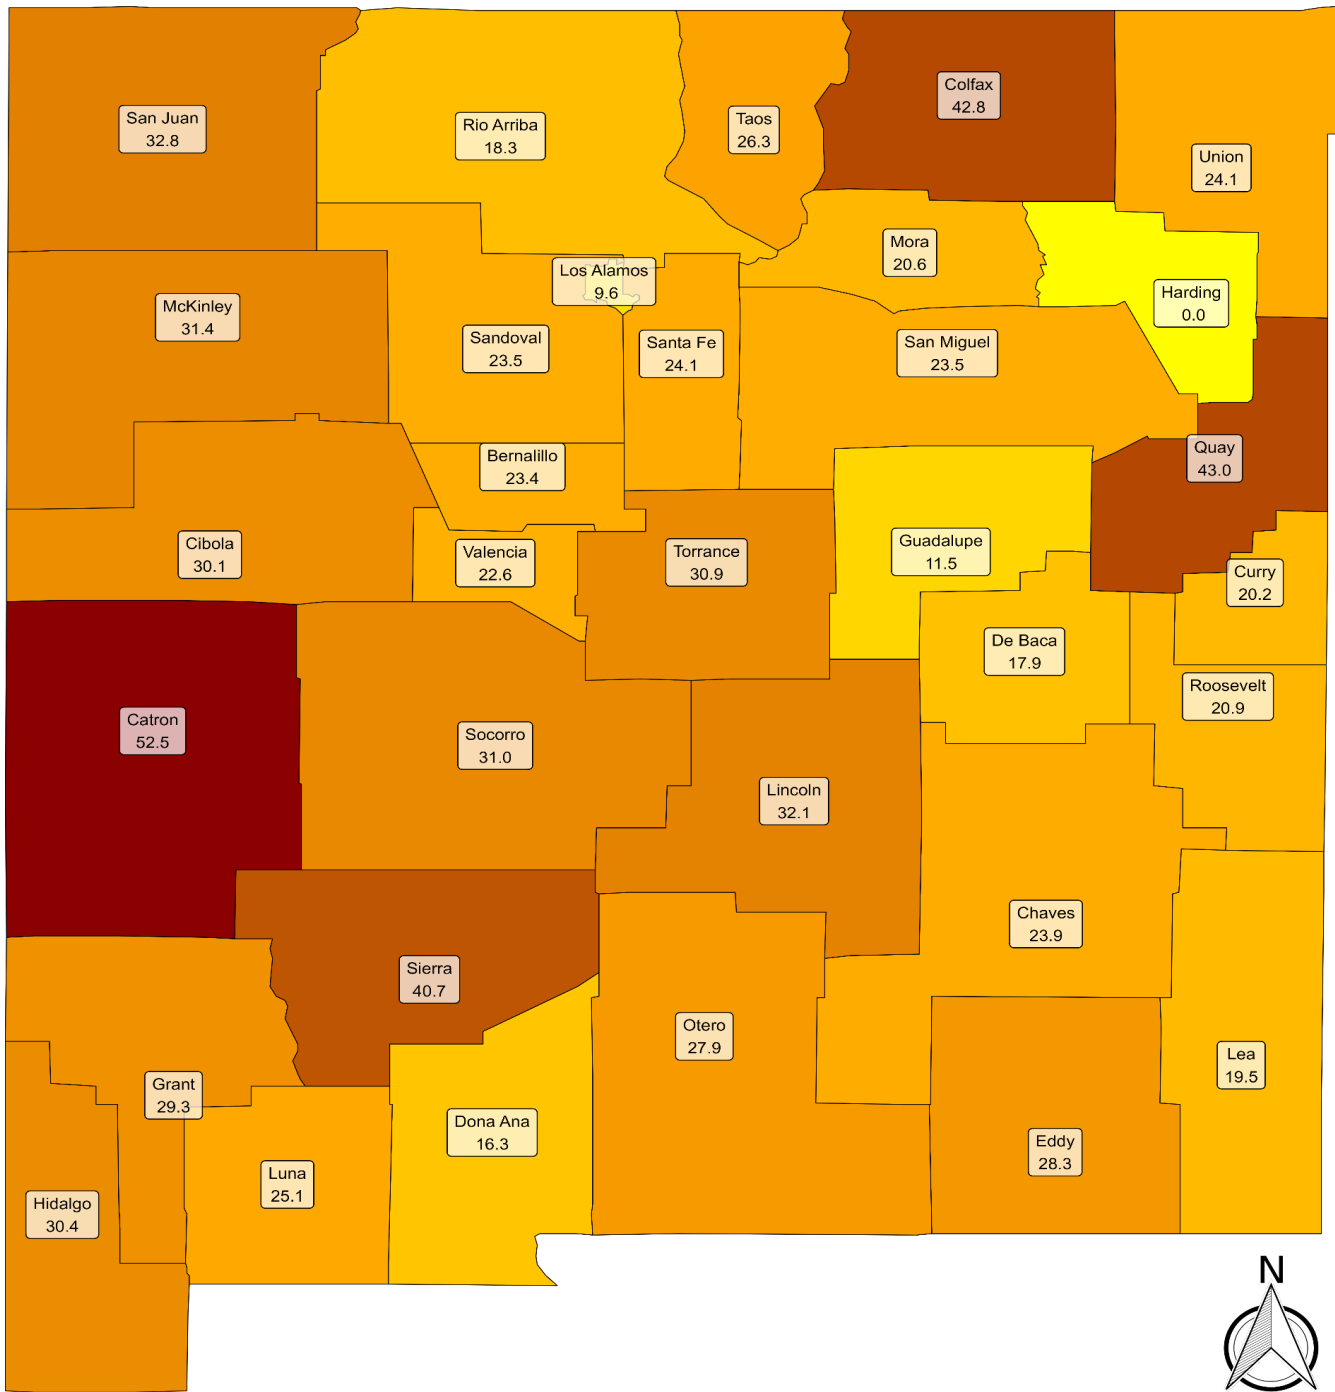 San Juan
32.8
Rio Arriba
18.3
Taos
26.3
Colfax
42.8
Union
24.1
Mora
20.6
Los Alamos
9.6
Harding
0.0
McKinley
31.4
Sandoval
23.5
Santa Fe
24.1
San Miguel
23.5
Bernalillo
23.4
Quay
43.0
Cibola
30.1
Valencia
22.6
Torrance
30.9
Guadalupe
11.5
Curry
20.2
De Baca
17.9
Roosevelt
20.9
Catron
52.5
Socorro
31.0
Lincoln
32.1
Chaves
23.9
Sierra
40.7
Otero
27.9
Lea
19.5
Grant
29.3
Dona Ana
16.3
Eddy
28.3
Luna
25.1
Hidalgo
30.4
N